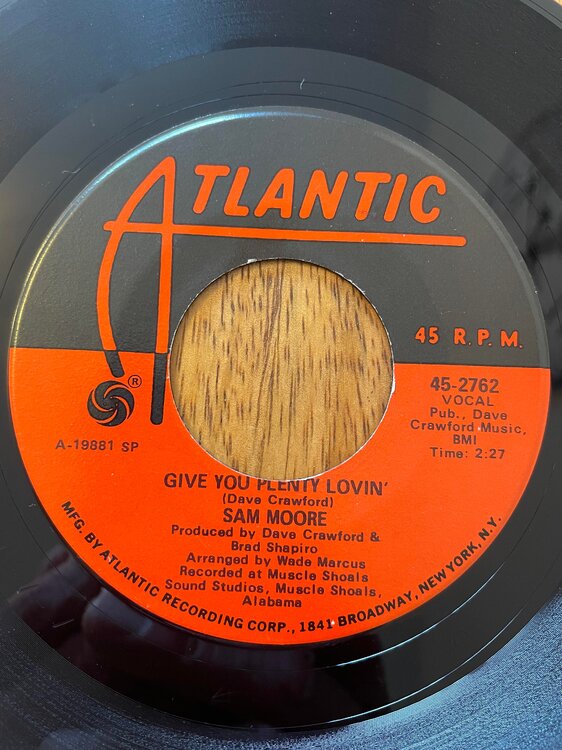 ATLANTIC
45 R.P.M.
®
A-19881 SP
45-2762
VOCAL
Pub., Dave
Crawford Music,
BMI
Time: 2:27
GIVE YOU PLENTY LOVIN'
(Dave Crawford)
SAM MOORE
Produced by Dave Crawford &
Brad Shapiro
Arranged by Wade Marcus
Recorded at Muscle Shoals
Sound Studios, Muscle Shoals,
Alabama
MFG. BY ATLANTIC RECORDING CORP., 1841 BROADWAY, NEW YORK, N.Y.